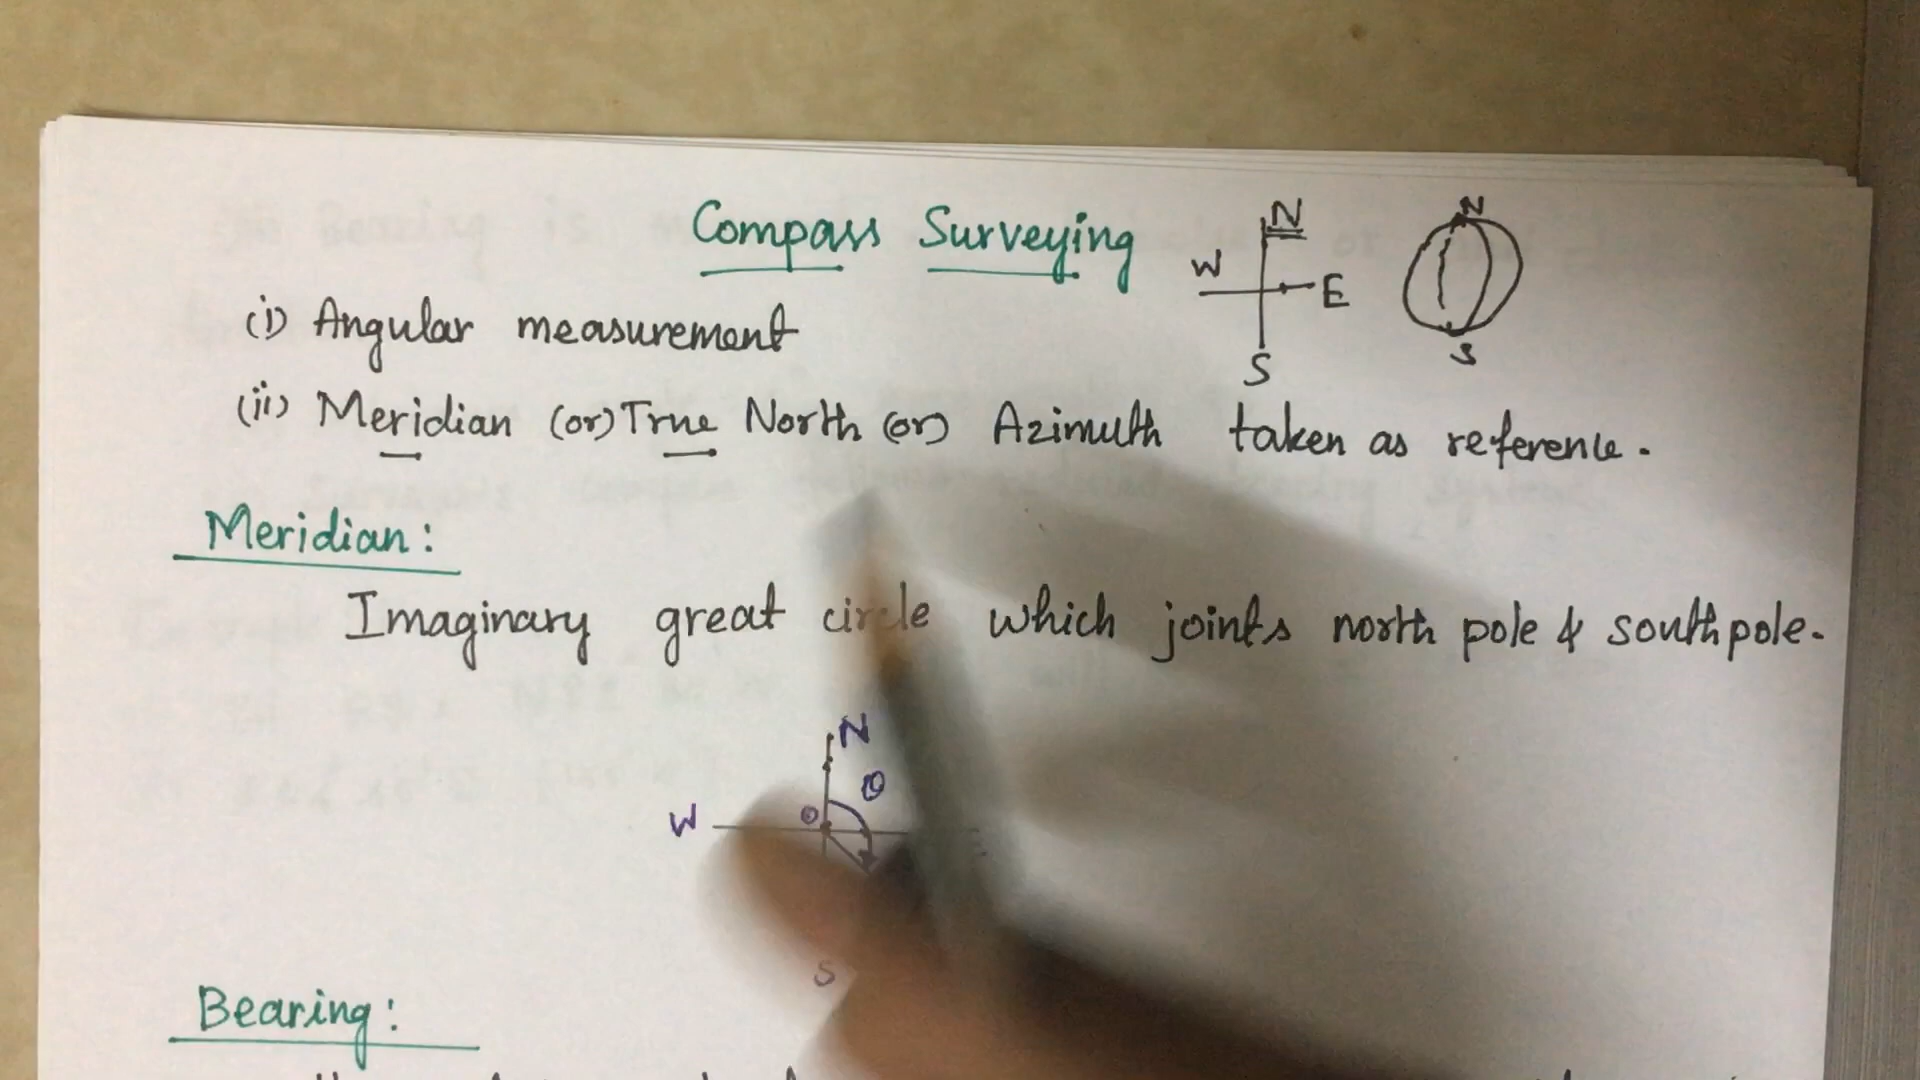 Compass Surveying
N
W E
S
N
S
(i) Angular measurement
(ii) Meridian (or) True North (or) Azimuth taken as reference.
Meridian:
Imaginary great circle which joints north pole & southpole.
N
θ
W O
S
Bearing: